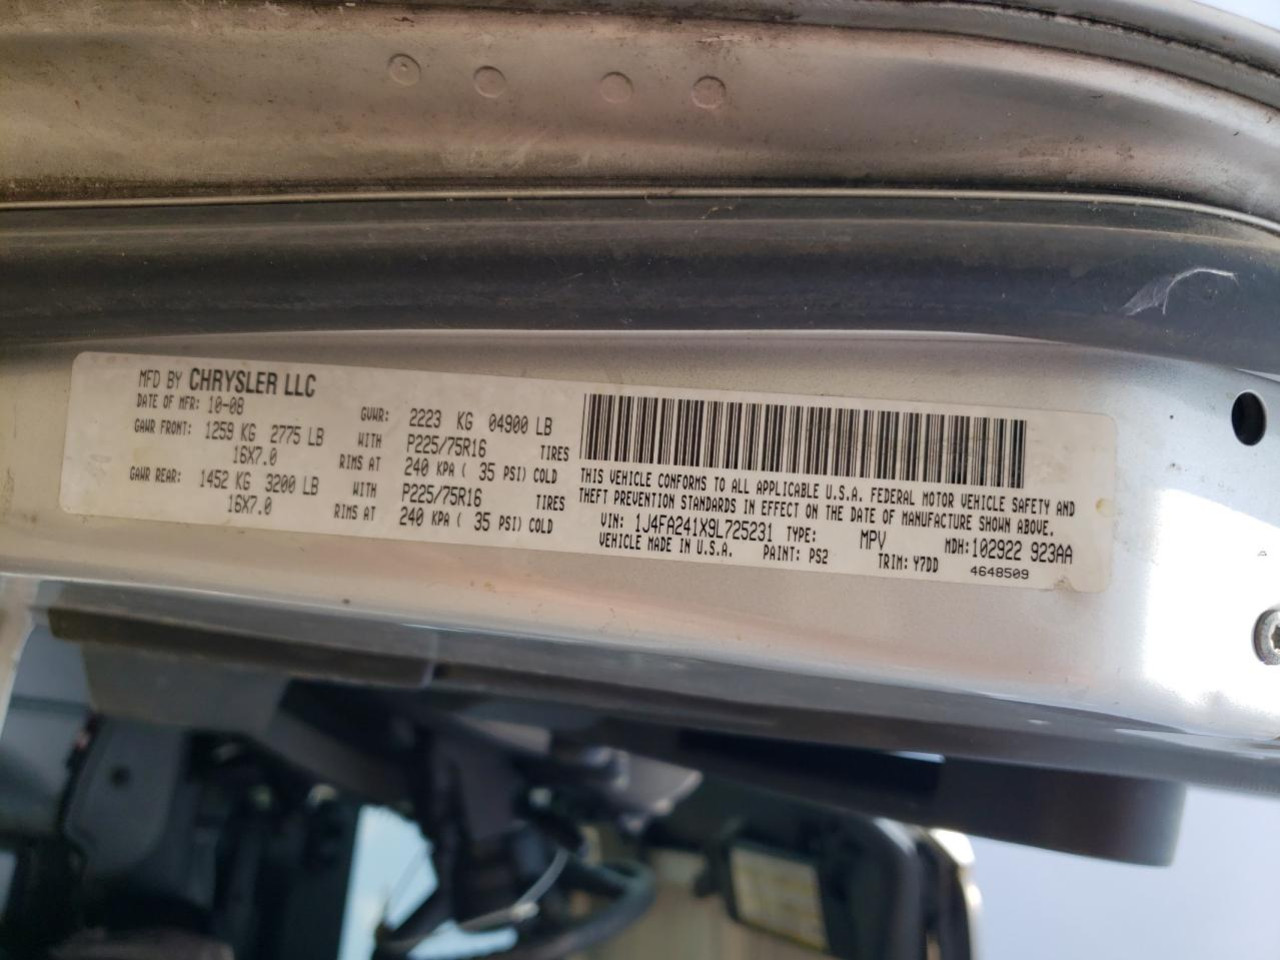 MFD BY CHRYSLER LLC
DATE OF MFR: 10-08 GVWR: 2223 KG 04900 LB
GAWR FRONT: 1259 KG 2775 LB WITH P225/75R16 TIRES
16X7.0 RIMS AT 240 KPA ( 35 PSI) COLD
GAWR REAR: 1452 KG 3200 LB WITH P225/75R16 TIRES
16X7.0 RIMS AT 240 KPA ( 35 PSI) COLD
THIS VEHICLE CONFORMS TO ALL APPLICABLE U.S.A. FEDERAL MOTOR VEHICLE SAFETY AND
THEFT PREVENTION STANDARDS IN EFFECT ON THE DATE OF MANUFACTURE SHOWN ABOVE.
VIN: 1J4FA241X9L725231 TYPE: MPV MDH: 102922 923AA
VEHICLE MADE IN U.S.A. PAINT: PS2 TRIM: Y7DD 4648509